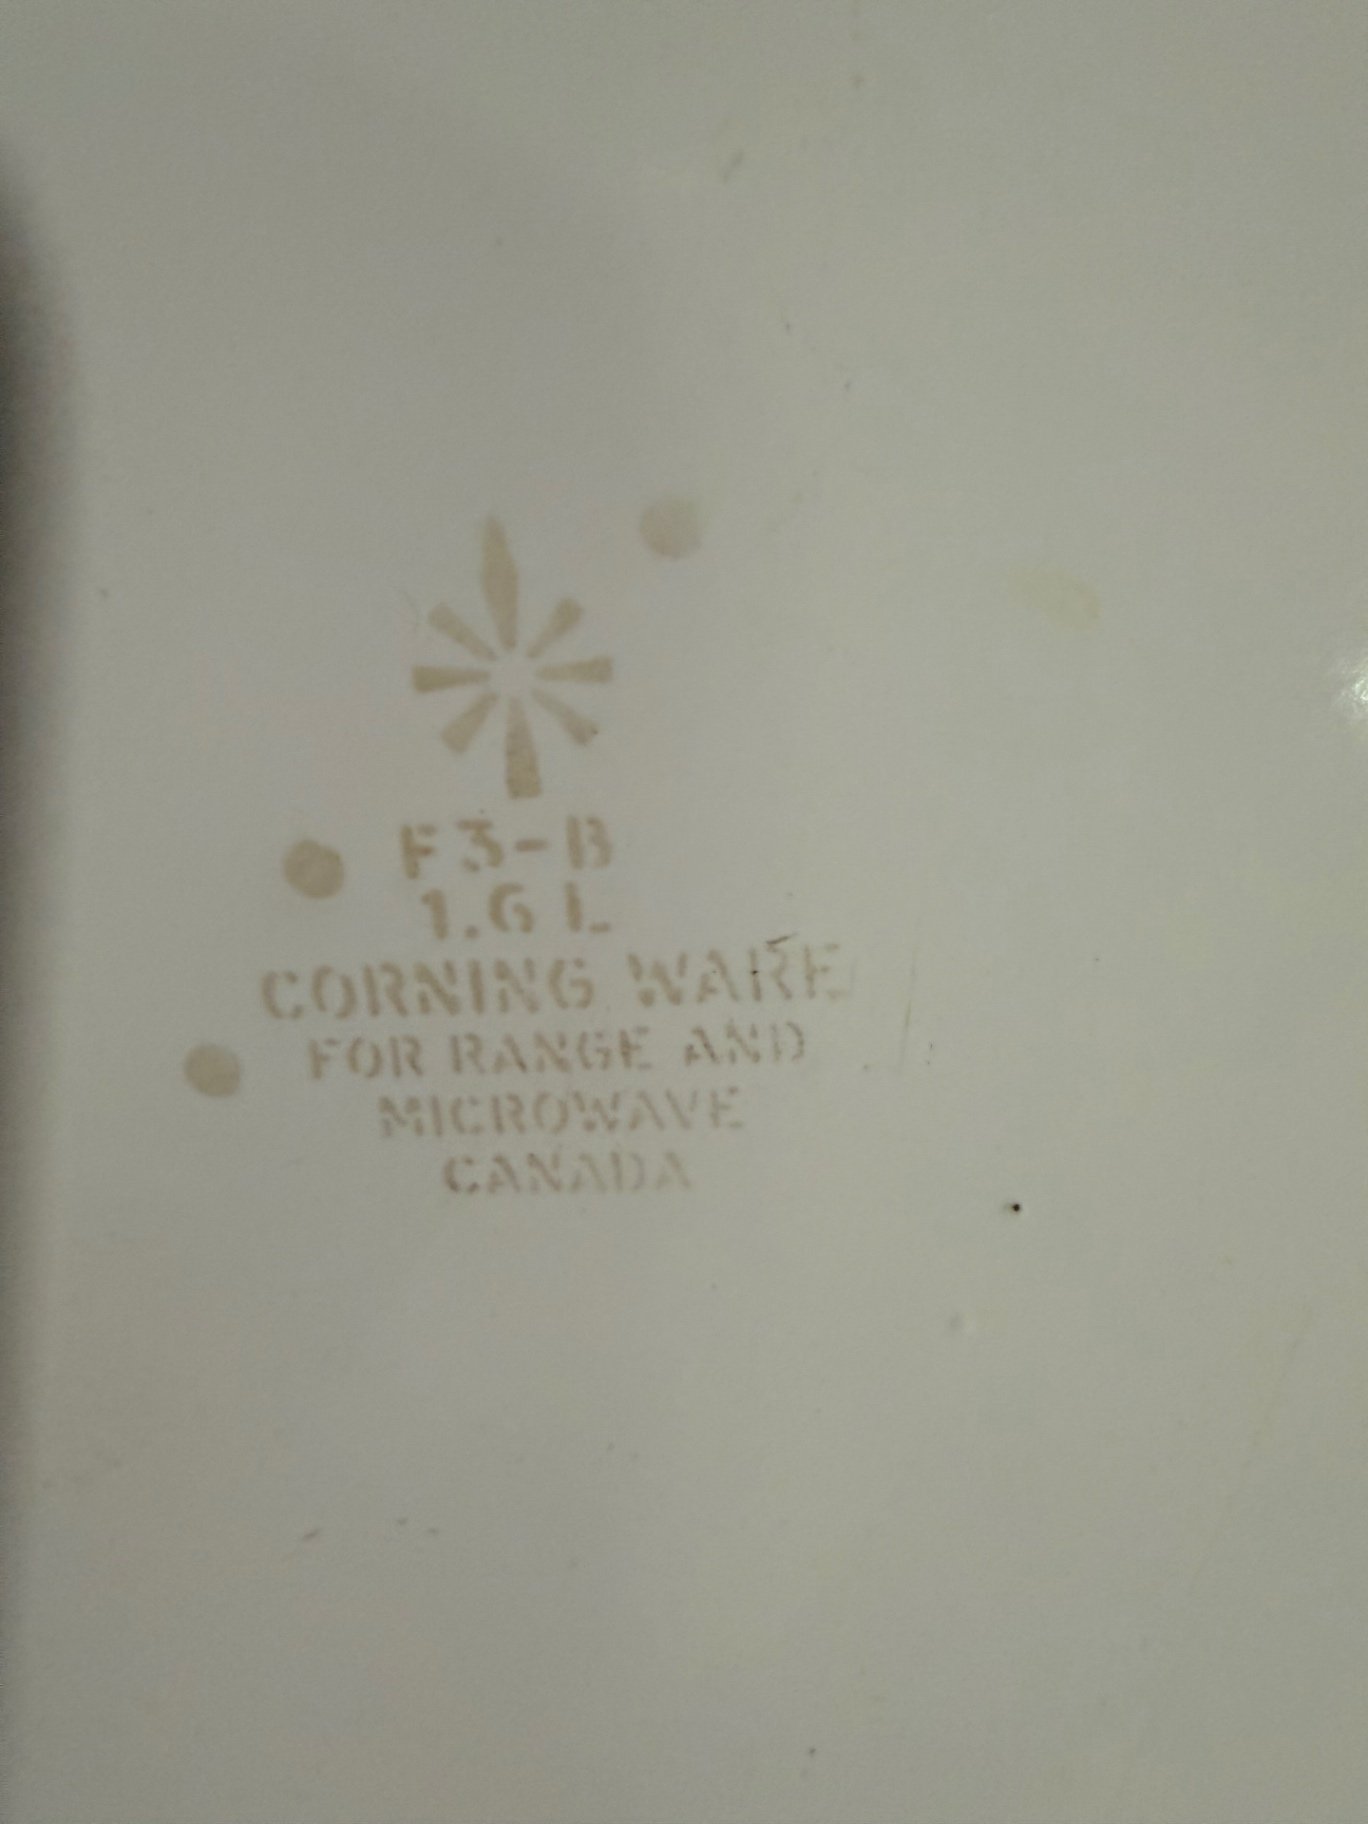 F3-B
1.6 L
CORNING WARE
FOR RANGE AND
MICROWAVE
CANADA